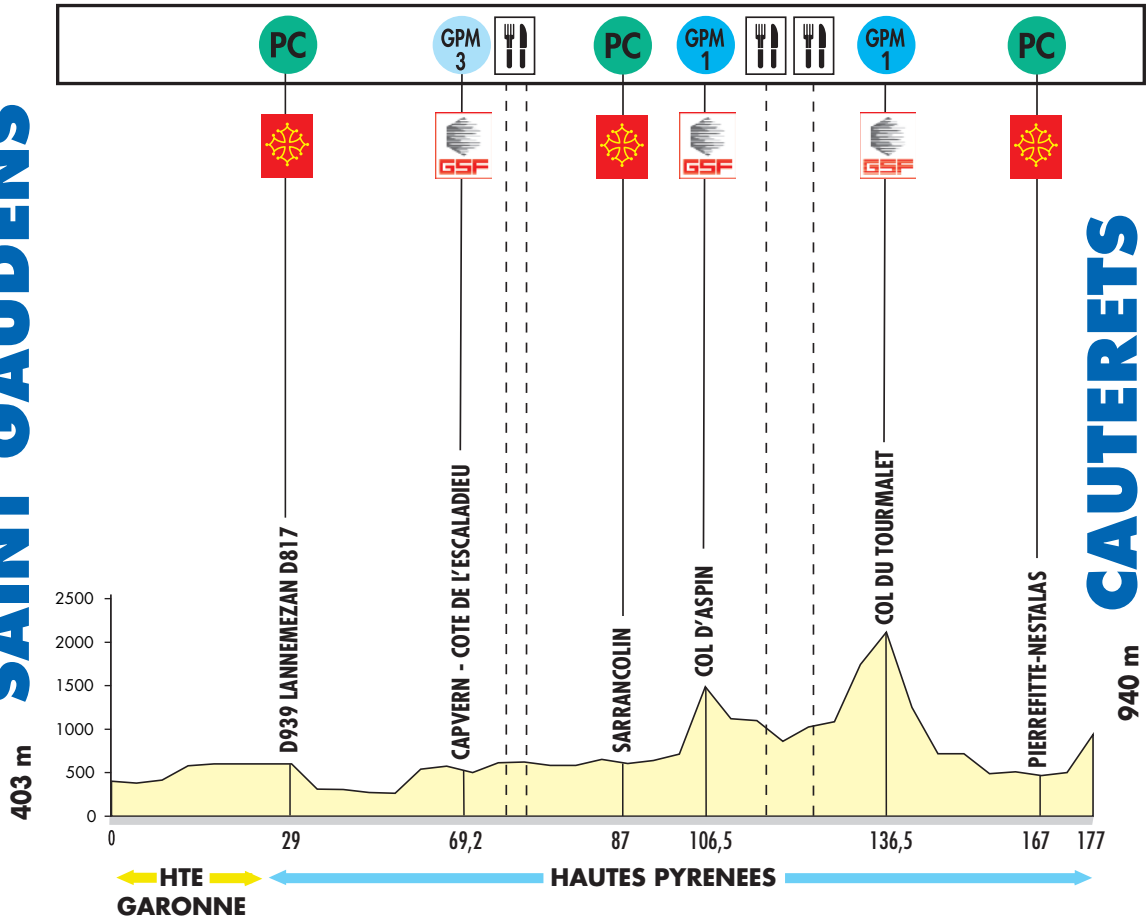 PC
GPM
3
PC
GPM
1
GPM
1
PC
GSF
GSF
GSF
SAINT GAUDENS
403 m
D939 LANNEMEZAN D817
CAPVERN - COTE DE L'ESCALADIEU
SARRANCOLIN
COL D'ASPIN
COL DU TOURMALET
PIERREFITTE-NESTALAS
CAUTERETS
940 m
2500
2000
1500
1000
500
0
0 29 69,2 87 106,5 136,5 167 177
HTE
GARONNE
HAUTES PYRENEES